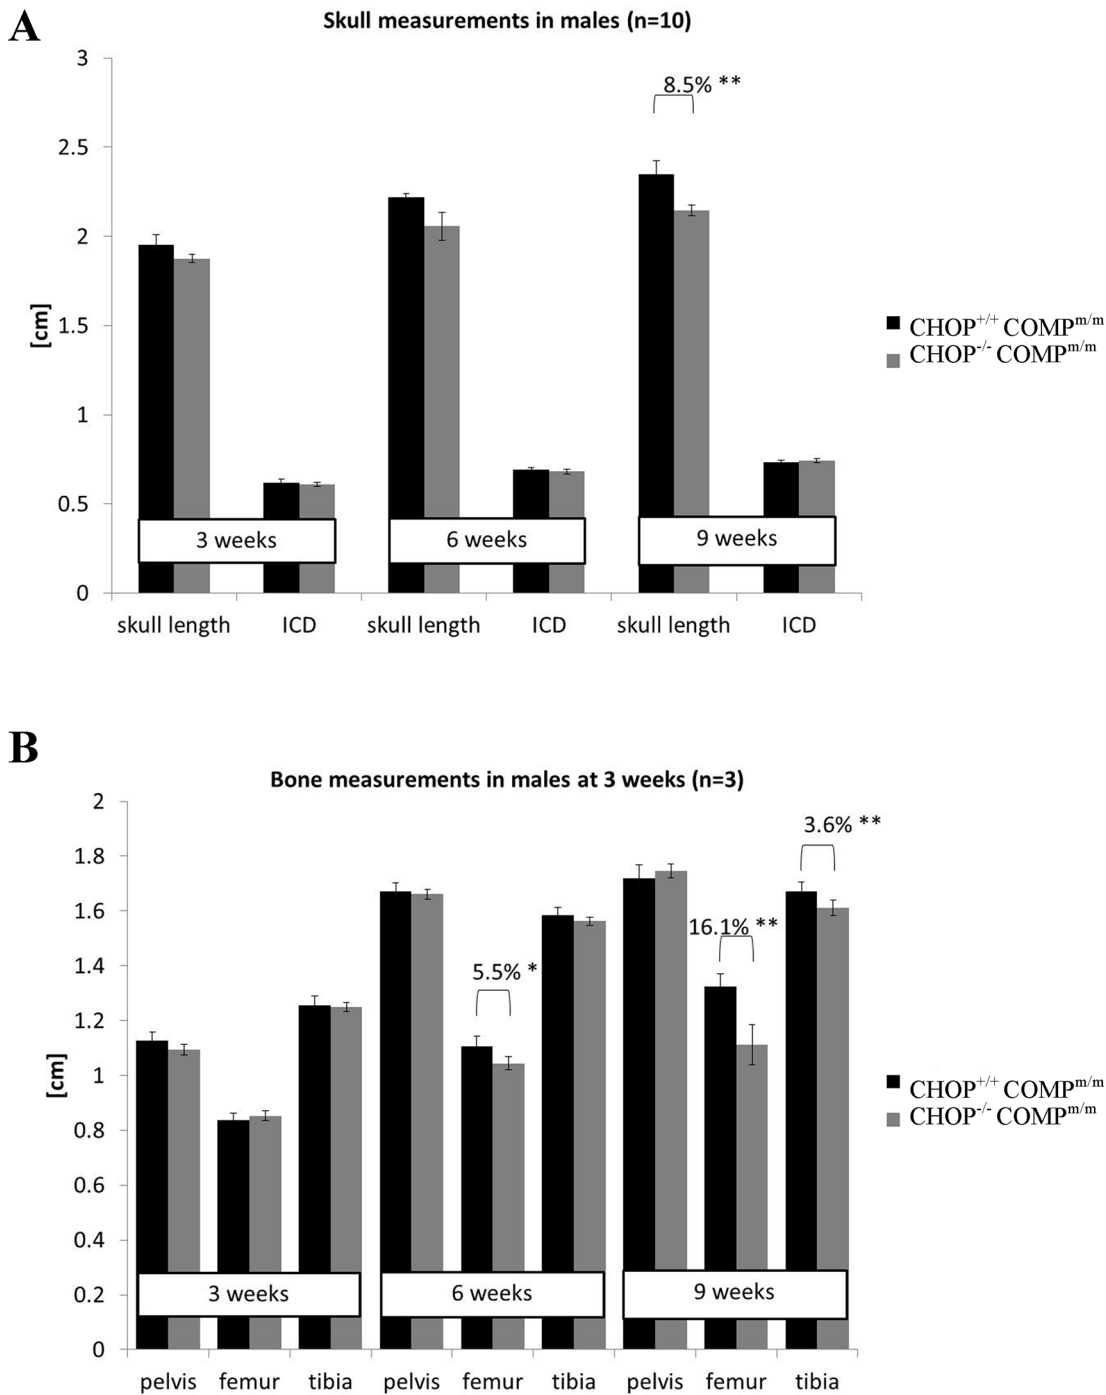 A
Skull measurements in males (n=10)
3
2.5
2
1.5
1
0.5
0
[cm]
8.5% **
3 weeks
6 weeks
9 weeks
skull length ICD skull length ICD skull length ICD
CHOP+/+ COMPm/m
CHOP-/- COMPm/m
B
Bone measurements in males at 3 weeks (n=3)
2
1.8
1.6
1.4
1.2
1
0.8
0.6
0.4
0.2
0
[cm]
5.5% *
16.1% **
3.6% **
3 weeks
6 weeks
9 weeks
pelvis femur tibia pelvis femur tibia pelvis femur tibia
CHOP+/+ COMPm/m
CHOP-/- COMPm/m